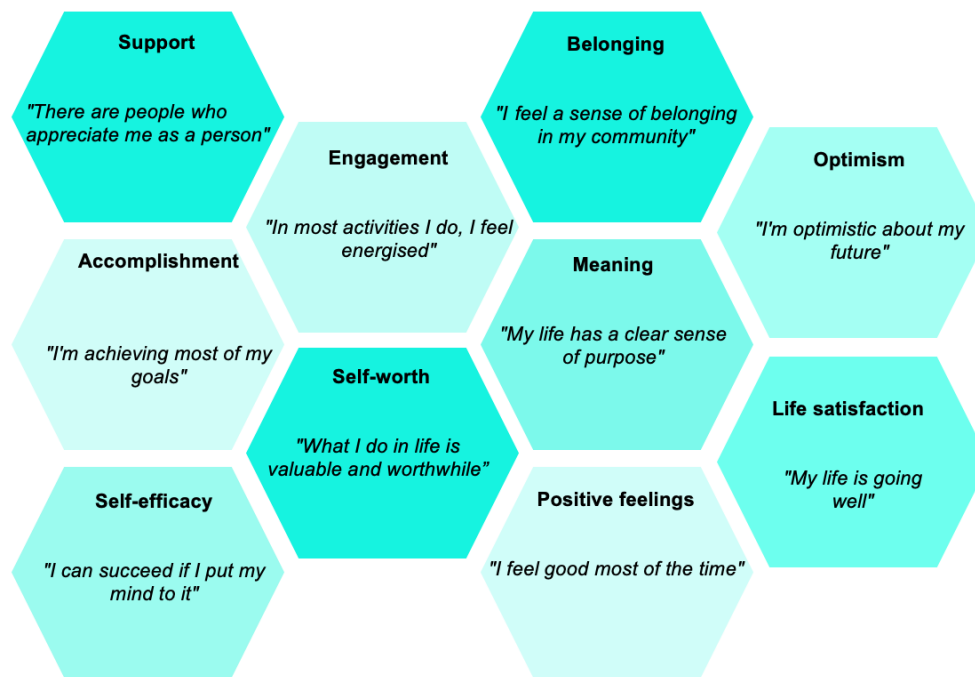 Support
"There are people who
appreciate me as a person"
Belonging
"I feel a sense of belonging
in my community"
Engagement
"In most activities I do, I feel
energised"
Optimism
"I'm optimistic about my
future"
Accomplishment
"I'm achieving most of my
goals"
Meaning
"My life has a clear sense
of purpose"
Self-worth
"What I do in life is
valuable and worthwhile”
Life satisfaction
"My life is going
well"
Self-efficacy
"I can succeed if I put my
mind to it"
Positive feelings
"I feel good most of the time"